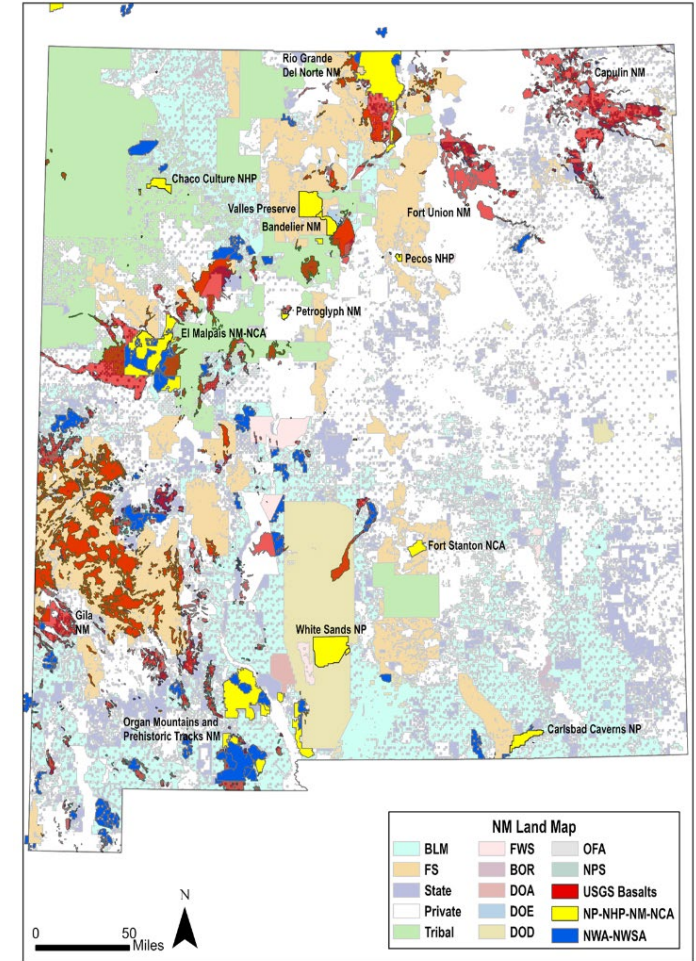 Rio Grande
Del Norte NM
Capulin NM
Chaco Culture NHP
Valles Preserve
Bandelier NM
Fort Union NM
Pecos NHP
Petroglyph NM
El Malpais NM-NCA
Fort Stanton NCA
White Sands NP
Gila
NM
Organ Mountains and
Prehistoric Tracks NM
Carlsbad Caverns NP
N
0 50
Miles
NM Land Map
BLM FWS OFA
FS BOR NPS
State DOA USGS Basalts
Private DOE NP-NHP-NM-NCA
Tribal DOD NWA-NWSA